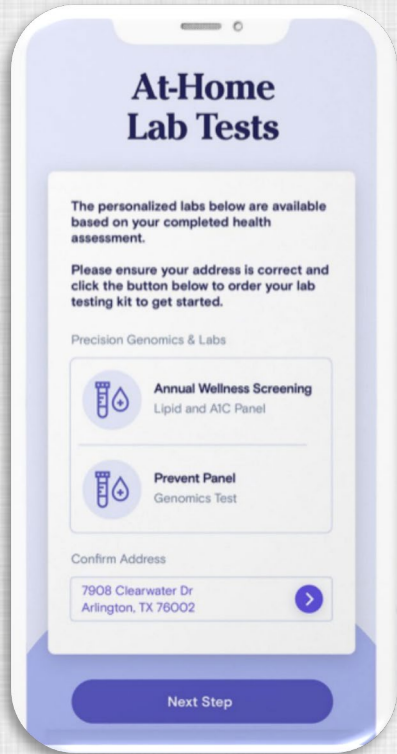 At-Home
Lab Tests
The personalized labs below are available
based on your completed health
assessment.
Please ensure your address is correct and
click the button below to order your lab
testing kit to get started.
Precision Genomics & Labs
Annual Wellness Screening
Lipid and A1C Panel
Prevent Panel
Genomics Test
Confirm Address
7908 Clearwater Dr
Arlington, TX 76002
Next Step